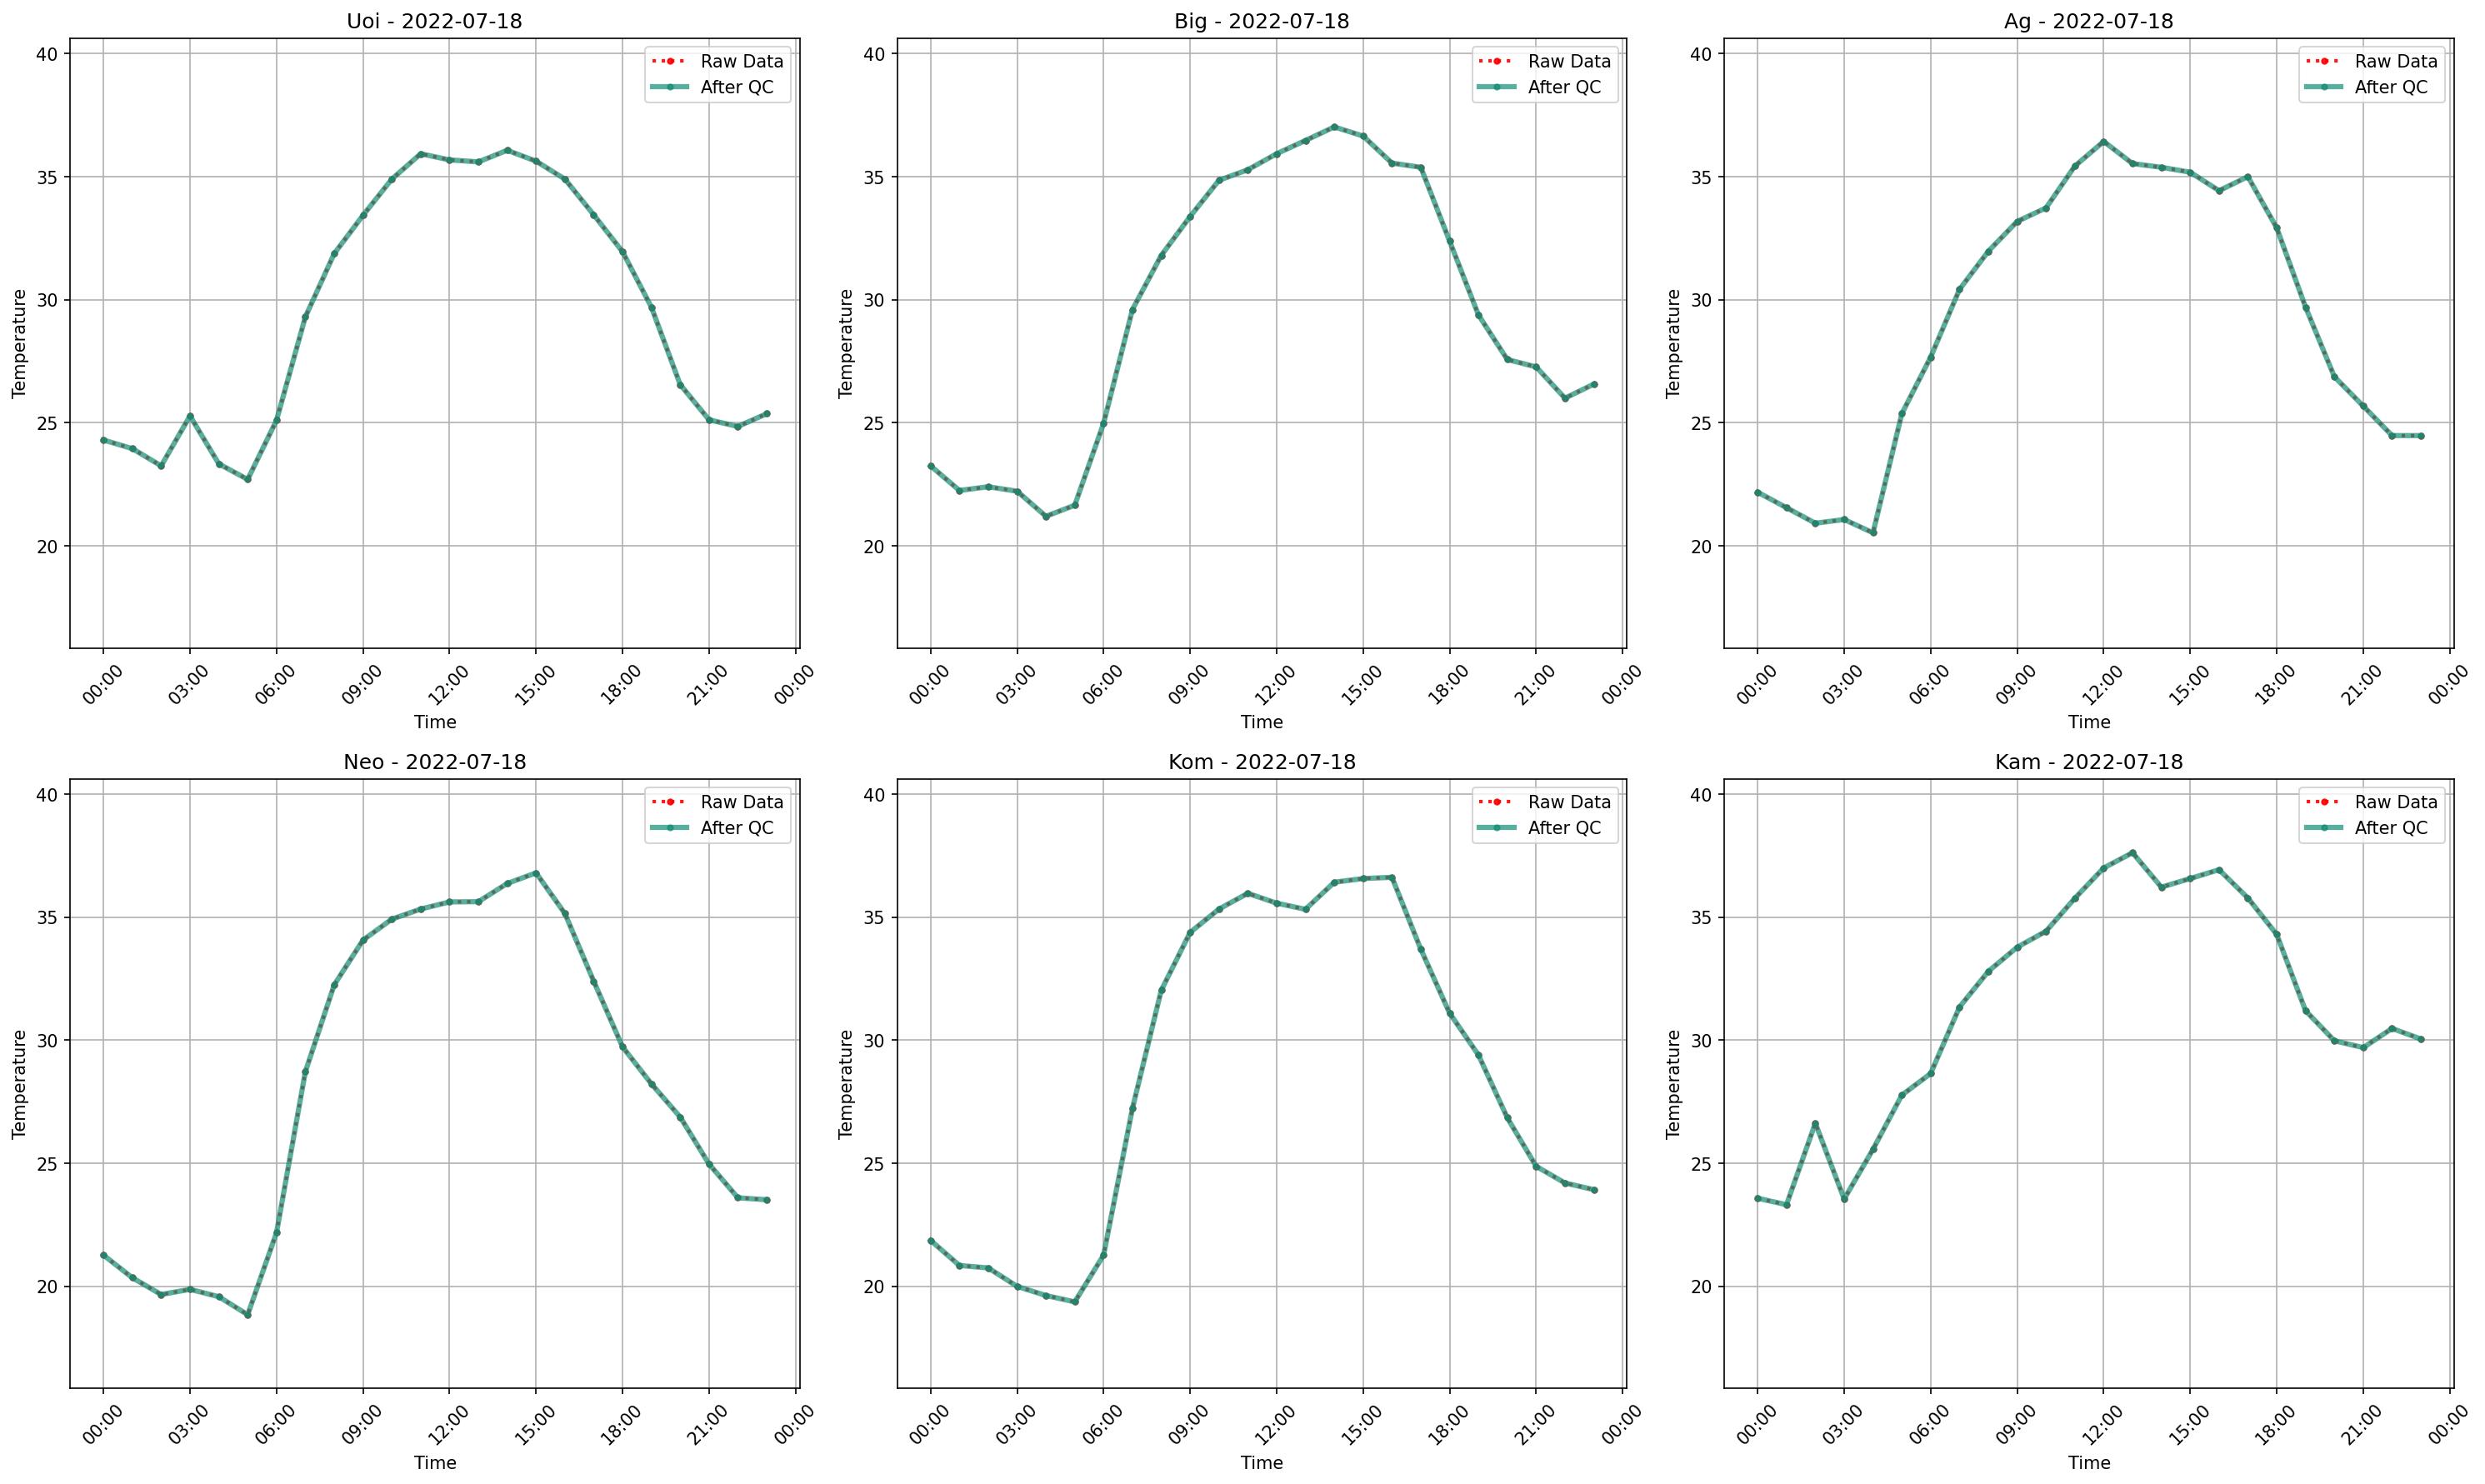 Uoi - 2022-07-18
40
35
30
25
20
Temperature
Raw Data
After QC
00:00
03:00
06:00
09:00
12:00
15:00
18:00
21:00
00:00
Time
Big - 2022-07-18
40
35
30
25
20
Temperature
Raw Data
After QC
00:00
03:00
06:00
09:00
12:00
15:00
18:00
21:00
00:00
Time
Ag - 2022-07-18
40
35
30
25
20
Temperature
Raw Data
After QC
00:00
03:00
06:00
09:00
12:00
15:00
18:00
21:00
00:00
Time
Neo - 2022-07-18
40
35
30
25
20
Temperature
Raw Data
After QC
00:00
03:00
06:00
09:00
12:00
15:00
18:00
21:00
00:00
Time
Kom - 2022-07-18
40
35
30
25
20
Temperature
Raw Data
After QC
00:00
03:00
06:00
09:00
12:00
15:00
18:00
21:00
00:00
Time
Kam - 2022-07-18
40
35
30
25
20
Temperature
Raw Data
After QC
00:00
03:00
06:00
09:00
12:00
15:00
18:00
21:00
00:00
Time